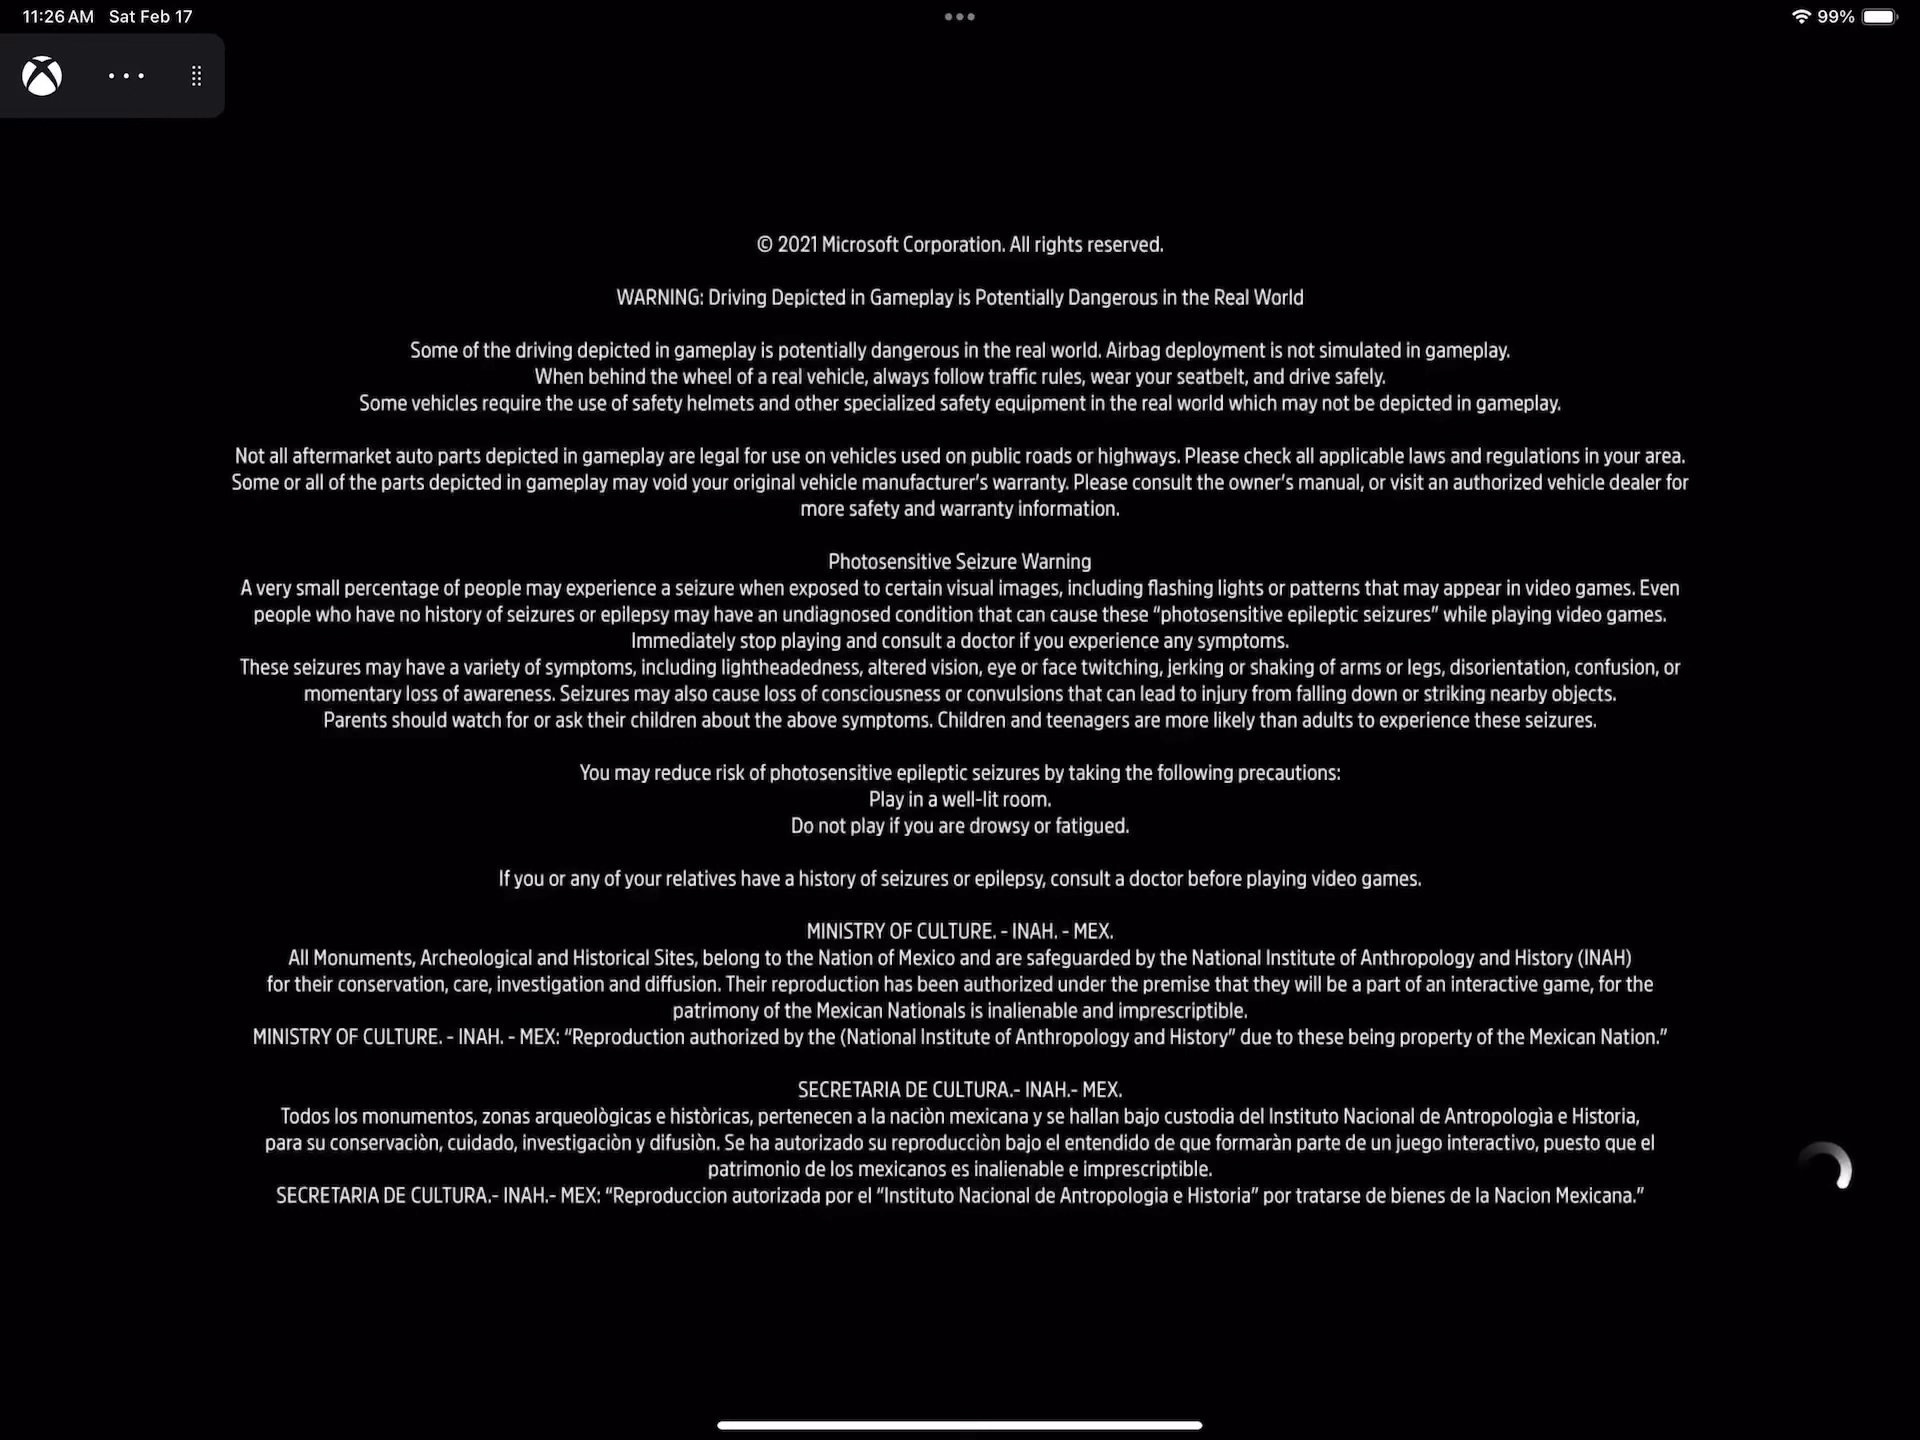 11:26 AM Sat Feb 17
99%
© 2021 Microsoft Corporation. All rights reserved.
WARNING: Driving Depicted in Gameplay is Potentially Dangerous in the Real World
Some of the driving depicted in gameplay is potentially dangerous in the real world. Airbag deployment is not simulated in gameplay.
When behind the wheel of a real vehicle, always follow traffic rules, wear your seatbelt, and drive safely.
Some vehicles require the use of safety helmets and other specialized safety equipment in the real world which may not be depicted in gameplay.
Not all aftermarket auto parts depicted in gameplay are legal for use on vehicles used on public roads or highways. Please check all applicable laws and regulations in your area.
Some or all of the parts depicted in gameplay may void your original vehicle manufacturer's warranty. Please consult the owner's manual, or visit an authorized vehicle dealer for
more safety and warranty information.
Photosensitive Seizure Warning
A very small percentage of people may experience a seizure when exposed to certain visual images, including flashing lights or patterns that may appear in video games. Even
people who have no history of seizures or epilepsy may have an undiagnosed condition that can cause these “photosensitive epileptic seizures” while playing video games.
Immediately stop playing and consult a doctor if you experience any symptoms.
These seizures may have a variety of symptoms, including lightheadedness, altered vision, eye or face twitching, jerking or shaking of arms or legs, disorientation, confusion, or
momentary loss of awareness. Seizures may also cause loss of consciousness or convulsions that can lead to injury from falling down or striking nearby objects.
Parents should watch for or ask their children about the above symptoms. Children and teenagers are more likely than adults to experience these seizures.
You may reduce risk of photosensitive epileptic seizures by taking the following precautions:
Play in a well-lit room.
Do not play if you are drowsy or fatigued.
If you or any of your relatives have a history of seizures or epilepsy, consult a doctor before playing video games.
MINISTRY OF CULTURE. - INAH. - MEX.
All Monuments, Archeological and Historical Sites, belong to the Nation of Mexico and are safeguarded by the National Institute of Anthropology and History (INAH)
for their conservation, care, investigation and diffusion. Their reproduction has been authorized under the premise that they will be a part of an interactive game, for the
patrimony of the Mexican Nationals is inalienable and imprescriptible.
MINISTRY OF CULTURE. - INAH. - MEX: “Reproduction authorized by the (National Institute of Anthropology and History” due to these being property of the Mexican Nation.”
SECRETARIA DE CULTURA.- INAH.- MEX.
Todos los monumentos, zonas arqueològicas e històricas, pertenecen a la naciòn mexicana y se hallan bajo custodia del Instituto Nacional de Antropologìa e Historia,
para su conservaciòn, cuidado, investigaciòn y difusiòn. Se ha autorizado su reproducciòn bajo el entendido de que formaràn parte de un juego interactivo, puesto que el
patrimonio de los mexicanos es inalienable e imprescriptible.
SECRETARIA DE CULTURA.- INAH.- MEX: “Reproduccion autorizada por el “Instituto Nacional de Antropologia e Historia” por tratarse de bienes de la Nacion Mexicana.”